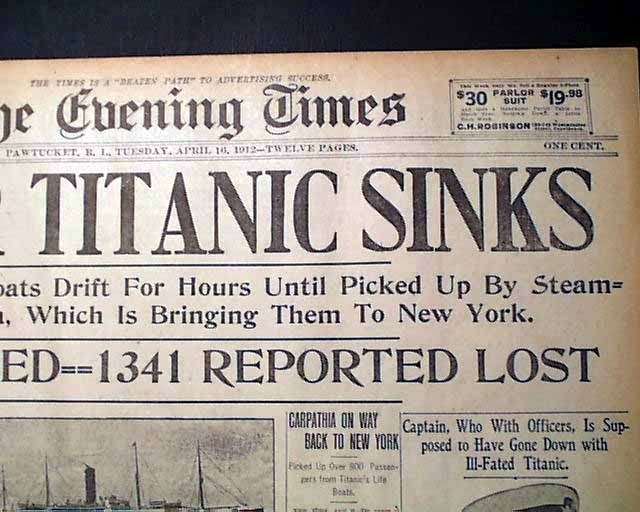 THE TIMES IS A "BEATEN PATH" TO ADVERTISING SUCCESS.
he Evening Times
$30 PARLOR SUIT $19.98
C.H. ROBINSON
PAWTUCKET, R. I., TUESDAY, APRIL 16, 1912—TWELVE PAGES.
ONE CENT.
R TITANIC SINKS
oats Drift For Hours Until Picked Up By Steam=
a, Which Is Bringing Them To New York.
ED==1341 REPORTED LOST
CARPATHIA ON WAY
BACK TO NEW YORK
Picked Up Over 800 Passen-
gers from Titanic's Life
Boats.
Captain, Who With Officers, Is Sup-
posed to Have Gone Down with
Ill-Fated Titanic.